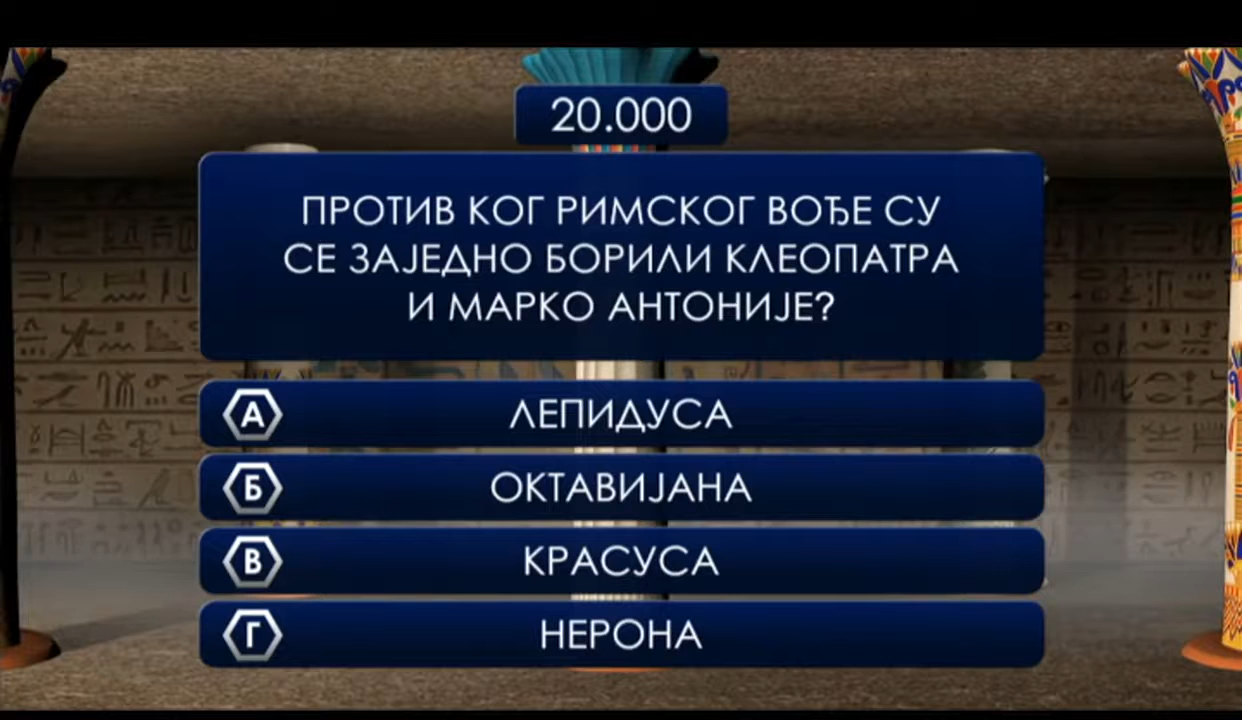 20.000
ПРОТИВ КОГ РИМСКОГ ВОЂЕ СУ
СЕ ЗАЈЕДНО БОРИЛИ КЛЕОПАТРА
И МАРКО АНТОНИЈЕ?
А ЛЕПИДУСА
Б ОКТАВИЈАНА
В КРАСУСА
Г НЕРОНА